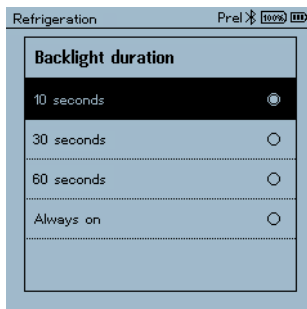 Refrigeration Prel 100%
Backlight duration
10 seconds
30 seconds
60 seconds
Always on